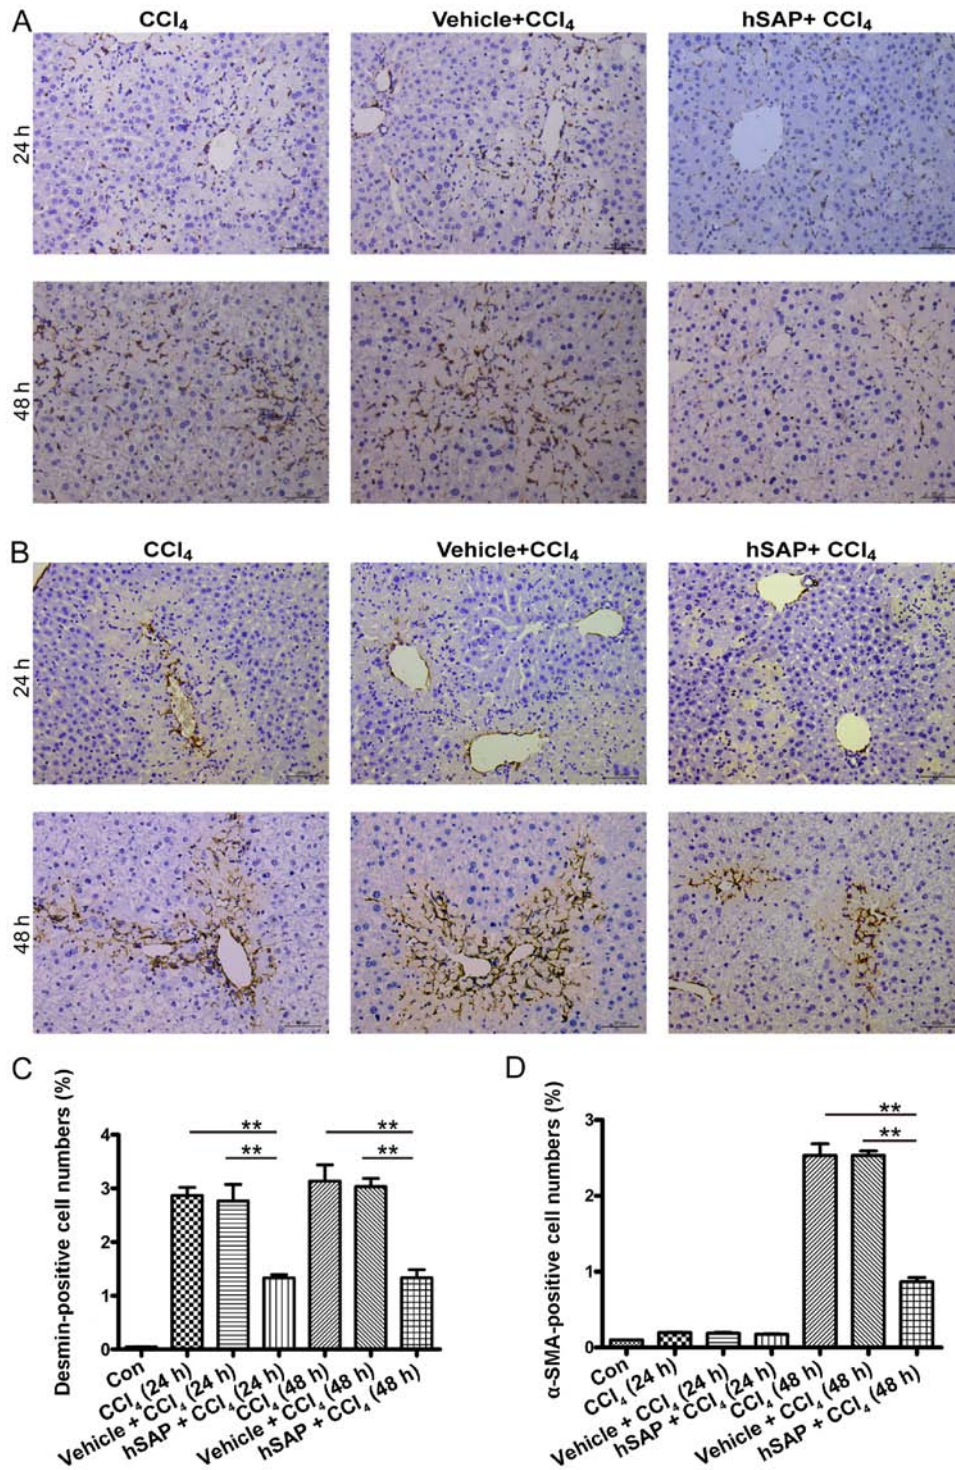 A
CCl₄ Vehicle+CCl₄ hSAP+ CCl₄
24 h
48 h
B
CCl₄ Vehicle+CCl₄ hSAP+ CCl₄
24 h
48 h
C
Desmin-positive cell numbers (%)
4
3
2
1
0
** **
** **
Con
CCl₄ (24 h)
Vehicle + CCl₄ (24 h)
hSAP + CCl₄ (24 h)
CCl₄ (48 h)
Vehicle + CCl₄ (48 h)
hSAP + CCl₄ (48 h)
D
α-SMA-positive cell numbers (%)
3
2
1
0
**
**
Con
CCl₄ (24 h)
Vehicle + CCl₄ (24 h)
hSAP + CCl₄ (24 h)
CCl₄ (48 h)
Vehicle + CCl₄ (48 h)
hSAP + CCl₄ (48 h)